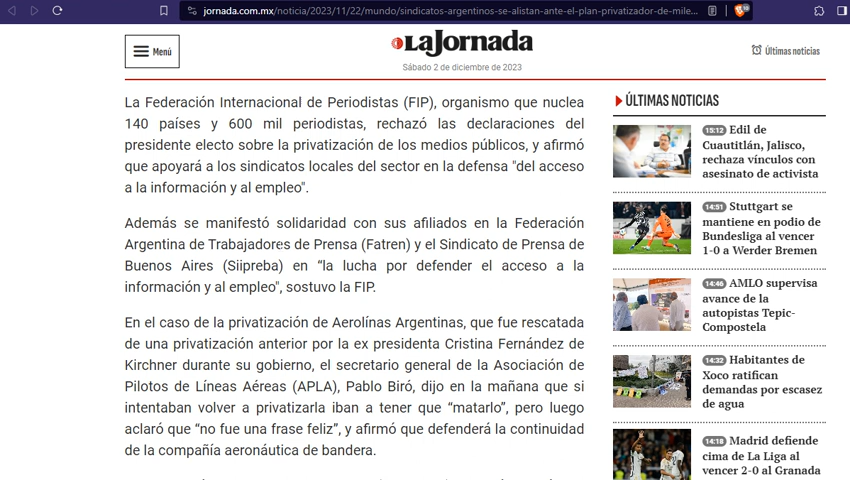 jornada.com.mx/noticia/2023/11/22/mundo/sindicatos-argentinos-se-alistan-ante-el-plan-privatizador-de-mile...
Menú
LaJornada
Últimas noticias
Sábado 2 de diciembre de 2023
La Federación Internacional de Periodistas (FIP), organismo que nuclea
140 países y 600 mil periodistas, rechazó las declaraciones del
presidente electo sobre la privatización de los medios públicos, y afirmó
que apoyará a los sindicatos locales del sector en la defensa "del acceso
a la información y al empleo".
Además se manifestó solidaridad con sus afiliados en la Federación
Argentina de Trabajadores de Prensa (Fatren) y el Sindicato de Prensa de
Buenos Aires (Siipreba) en “la lucha por defender el acceso a la
información y al empleo", sostuvo la FIP.
En el caso de la privatización de Aerolínas Argentinas, que fue rescatada
de una privatización anterior por la ex presidenta Cristina Fernández de
Kirchner durante su gobierno, el secretario general de la Asociación de
Pilotos de Líneas Aéreas (APLA), Pablo Biró, dijo en la mañana que si
intentaban volver a privatizarla iban a tener que “matarlo”, pero luego
aclaró que “no fue una frase feliz”, y afirmó que defenderá la continuidad
de la compañía aeronáutica de bandera.
ÚLTIMAS NOTICIAS
15:12 Edil de
Cuautitlán, Jalisco,
rechaza vínculos con
asesinato de activista
14:51 Stuttgart se
mantiene en podio de
Bundesliga al vencer
1-0 a Werder Bremen
14:46 AMLO supervisa
avance de la
autopistas Tepic-
Compostela
14:32 Habitantes de
Xoco ratifican
demandas por escasez
de agua
14:18 Madrid defiende
cima de La Liga al
vencer 2-0 al Granada